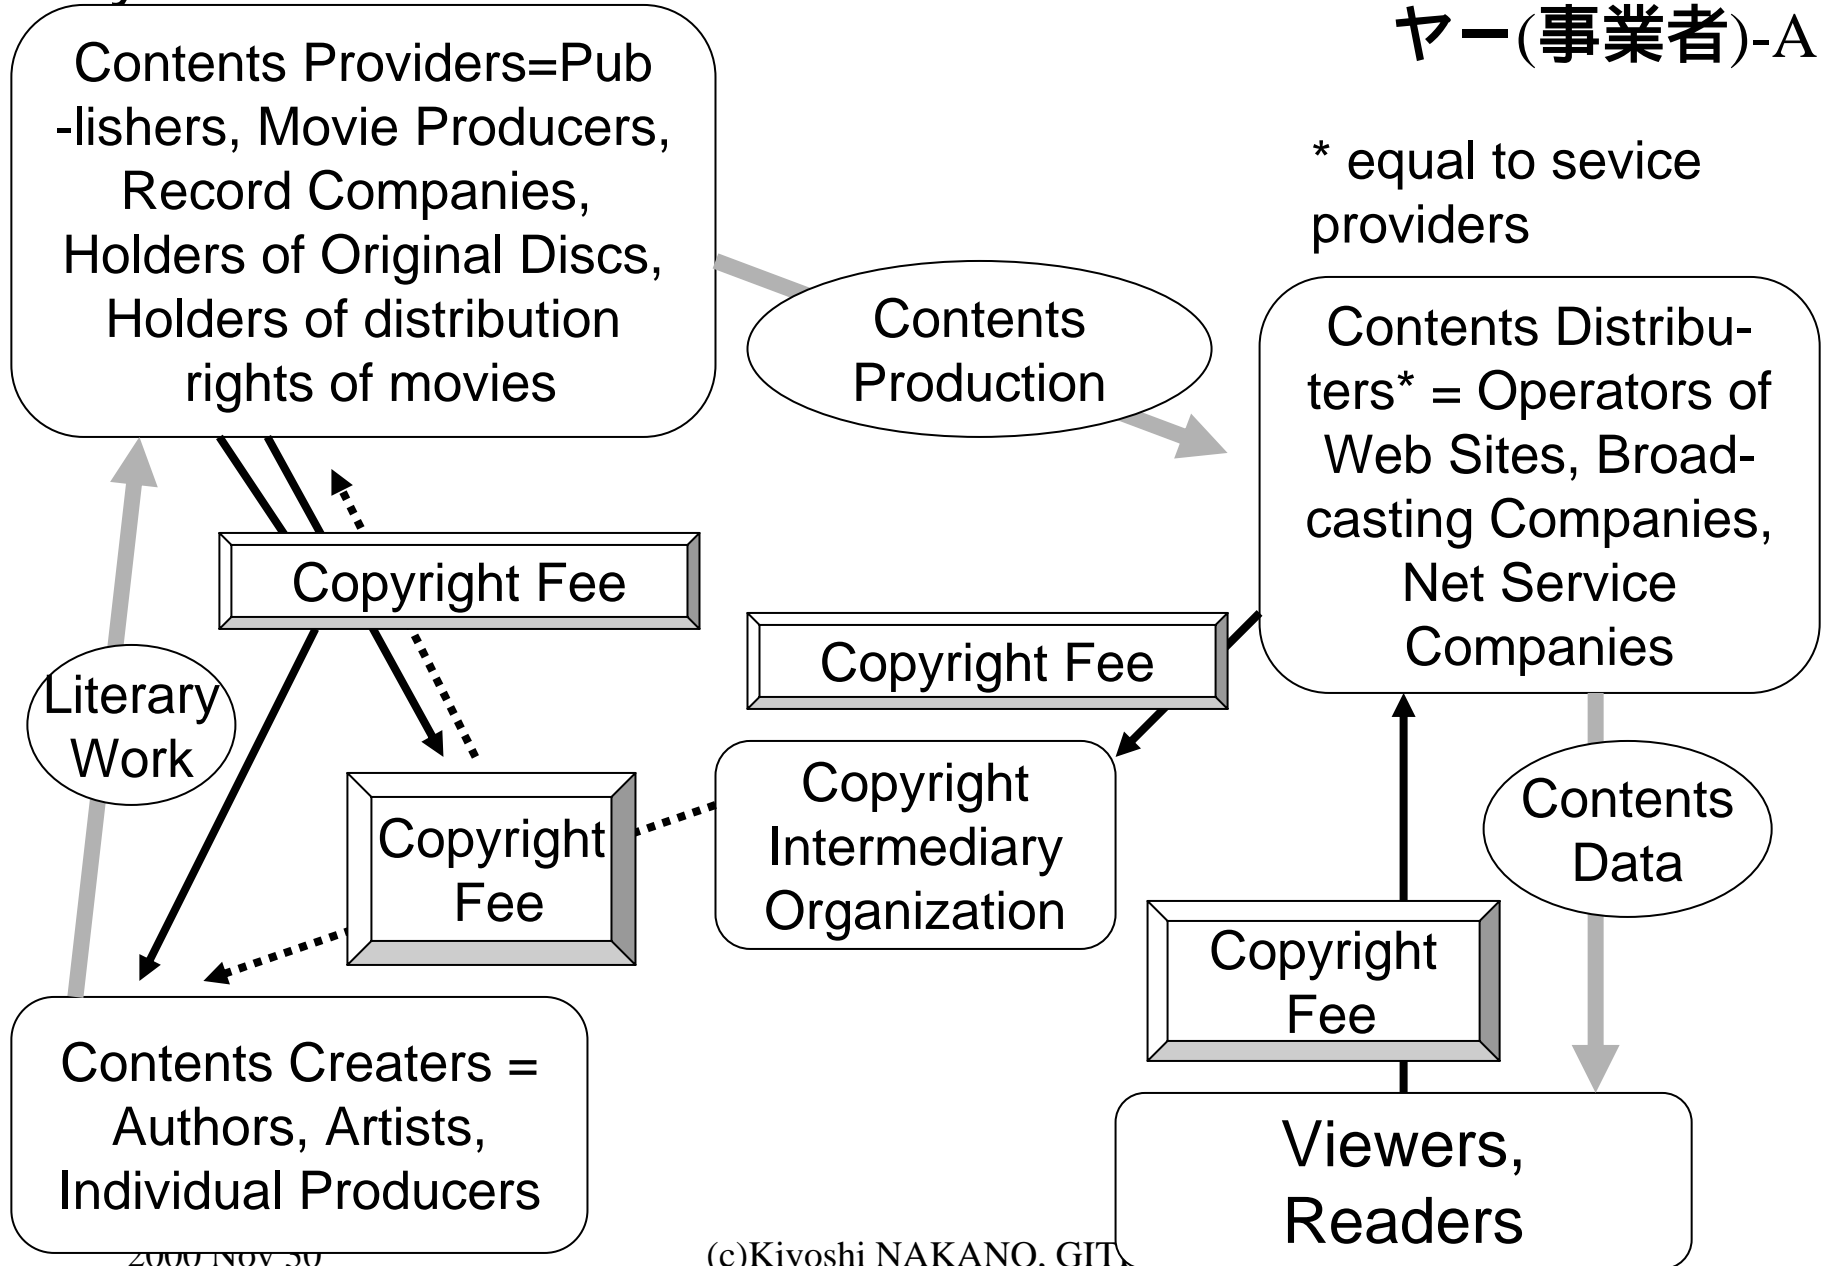 ヤー(事業者)-A
Contents Providers=Pub
-lishers, Movie Producers,
Record Companies,
Holders of Original Discs,
Holders of distribution
rights of movies
* equal to sevice
providers
Contents
Production
Contents Distribu-
ters* = Operators of
Web Sites, Broad-
casting Companies,
Net Service
Companies
Copyright Fee
Copyright Fee
Literary
Work
Copyright
Fee
Copyright
Intermediary
Organization
Contents
Data
Copyright
Fee
Contents Creaters =
Authors, Artists,
Individual Producers
Viewers,
Readers
2000 Nov 30
(c)Kiyoshi NAKANO, GIT